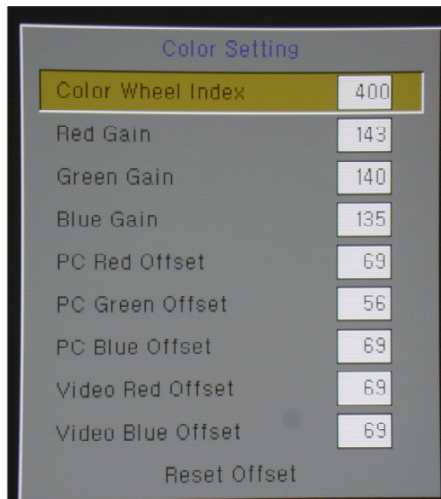 Color Setting
Color Wheel Index 400
Red Gain 143
Green Gain 140
Blue Gain 135
PC Red Offset 69
PC Green Offset 56
PC Blue Offset 69
Video Red Offset 69
Video Blue Offset 69
Reset Offset